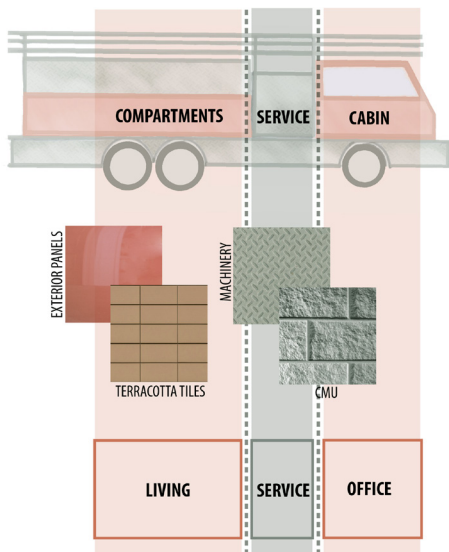 COMPARTMENTS
SERVICE
CABIN
EXTERIOR PANELS
MACHINERY
TERRACOTTA TILES
CMU
LIVING
SERVICE
OFFICE